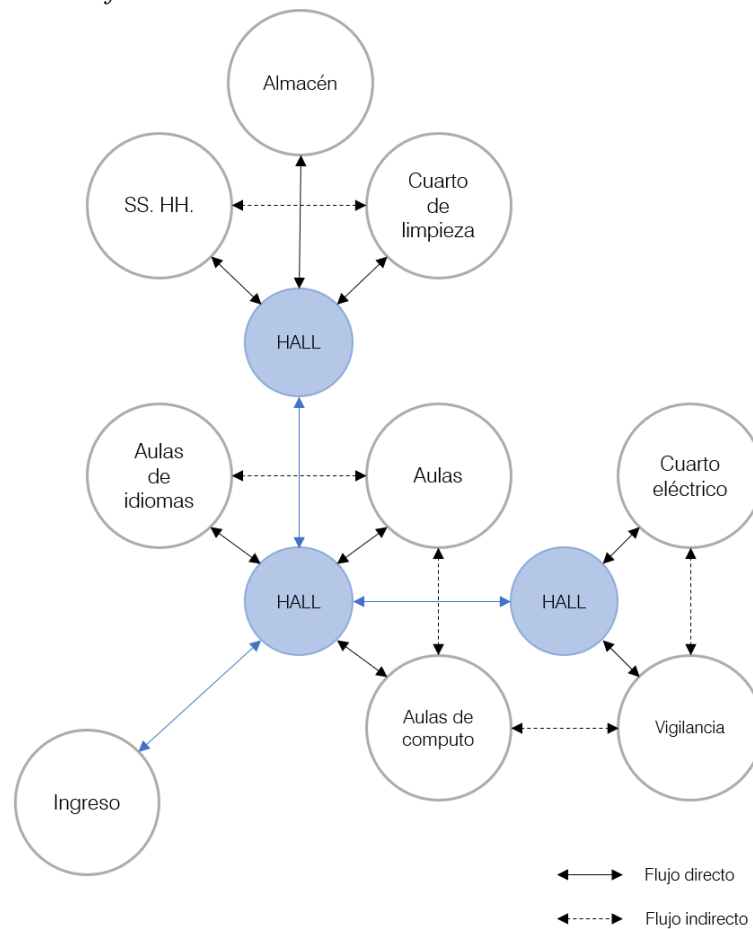 Almacén
SS. HH.
Cuarto
de
limpieza
HALL
Aulas
de
idiomas
Aulas
Cuarto
eléctrico
HALL
HALL
Aulas de
computo
Vigilancia
Ingreso
Flujo directo
Flujo indirecto